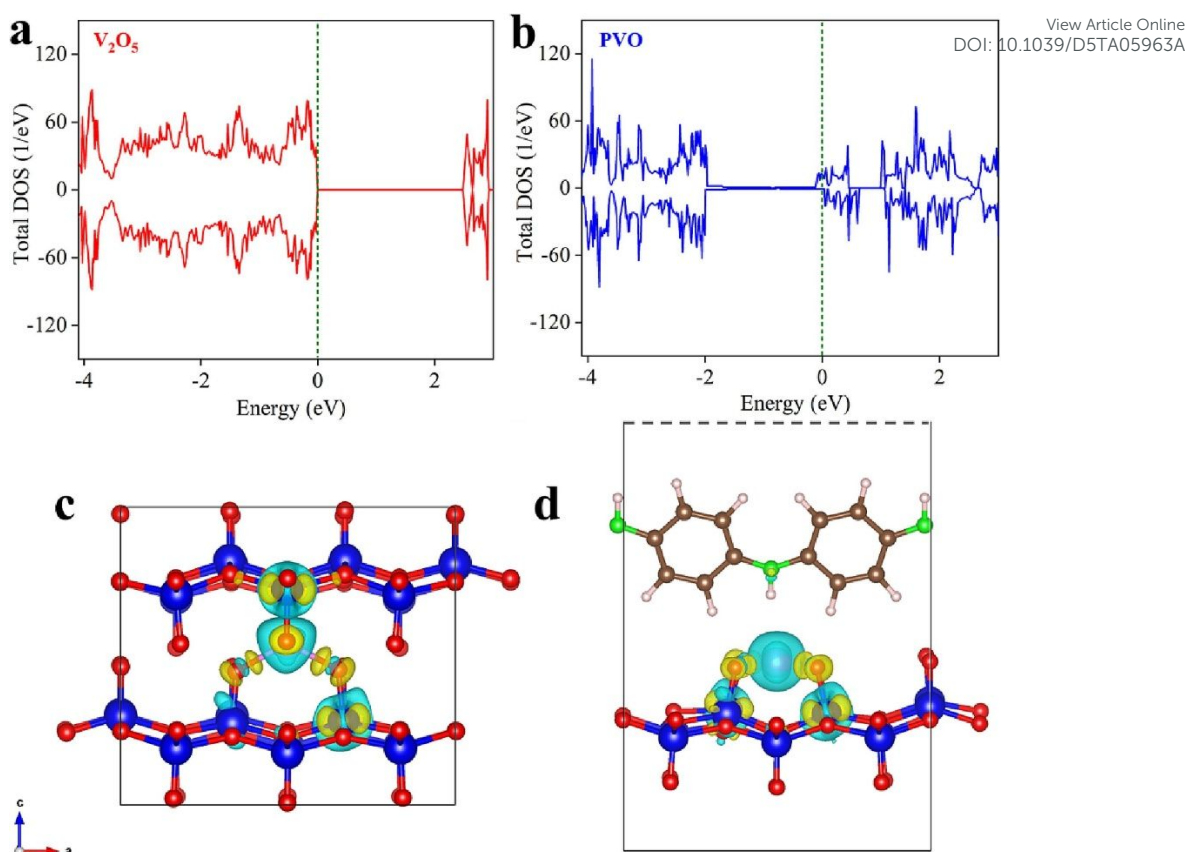 View Article Online
DOI: 10.1039/D5TA05963A
a
V₂O₅
Total DOS (1/eV)
120
60
0
-60
-120
-4
-2
0
2
Energy (eV)
b
PVO
Total DOS (1/eV)
120
60
0
-60
-120
-4
-2
0
2
Energy (eV)
c
d
c
a